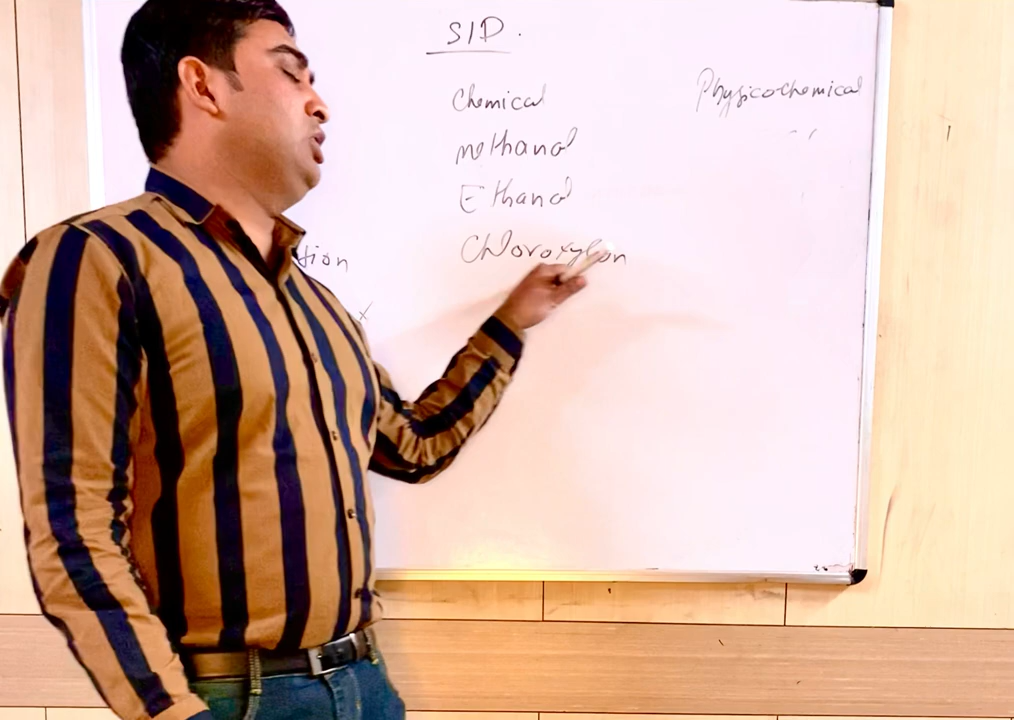 SID.
Chemical
Physicochemical
methanol
Ethanol
Chloroxylon
tion
x